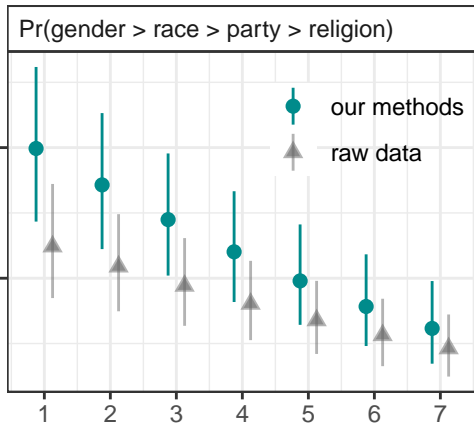 Pr(gender > race > party > religion)
our methods
raw data
1 2 3 4 5 6 7